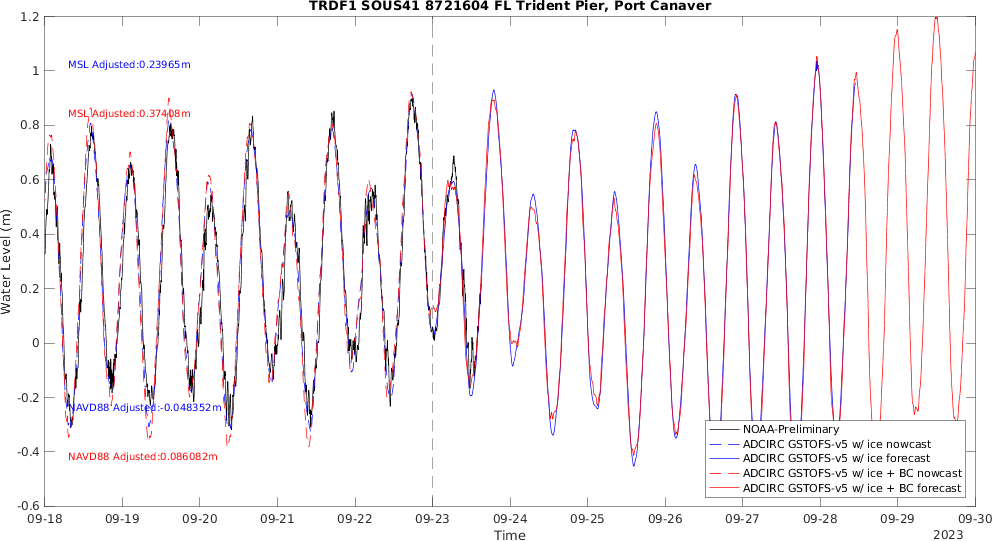 TRDF1 SOUS41 8721604 FL Trident Pier, Port Canaver
1.2
1
0.8
0.6
0.4
0.2
0
-0.2
-0.4
-0.6
Water Level (m)
MSL Adjusted:0.23965m
MSL Adjusted:0.37408m
NAVD88 Adjusted:-0.048352m
NAVD88 Adjusted:0.086082m
NOAA-Preliminary
ADCIRC GSTOFS-v5 w/ ice nowcast
ADCIRC GSTOFS-v5 w/ ice forecast
ADCIRC GSTOFS-v5 w/ ice + BC nowcast
ADCIRC GSTOFS-v5 w/ ice + BC forecast
09-18 09-19 09-20 09-21 09-22 09-23 09-24 09-25 09-26 09-27 09-28 09-29 09-30
Time
2023